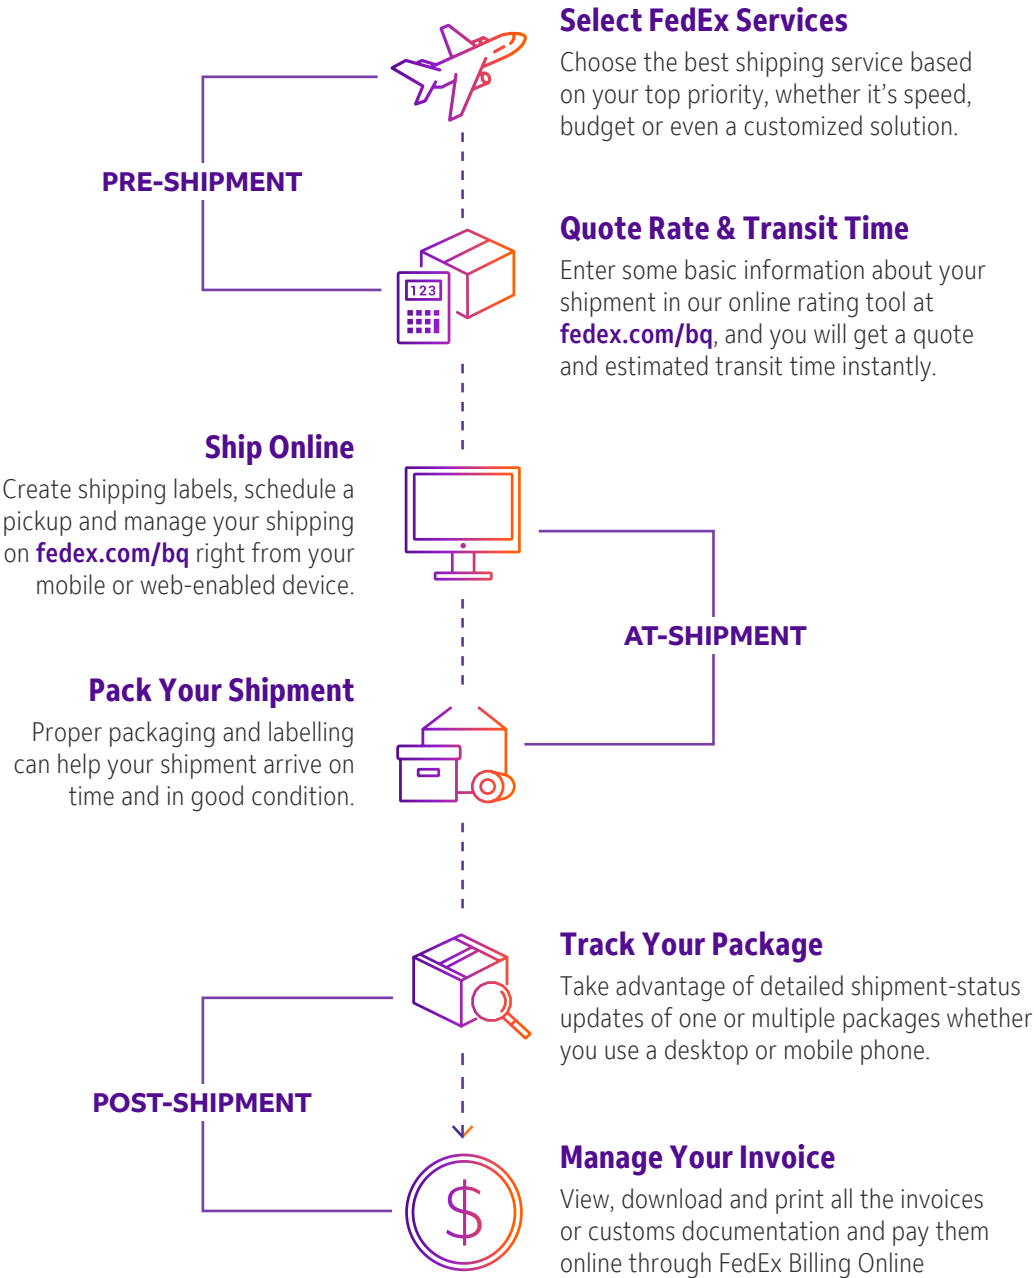 Select FedEx Services
Choose the best shipping service based
on your top priority, whether it’s speed,
budget or even a customized solution.
PRE-SHIPMENT
Quote Rate & Transit Time
Enter some basic information about your
shipment in our online rating tool at
fedex.com/bq, and you will get a quote
and estimated transit time instantly.
123
Ship Online
Create shipping labels, schedule a
pickup and manage your shipping
on fedex.com/bq right from your
mobile or web-enabled device.
AT-SHIPMENT
Pack Your Shipment
Proper packaging and labelling
can help your shipment arrive on
time and in good condition.
Track Your Package
Take advantage of detailed shipment-status
updates of one or multiple packages whether
you use a desktop or mobile phone.
POST-SHIPMENT
Manage Your Invoice
View, download and print all the invoices
or customs documentation and pay them
online through FedEx Billing Online
$